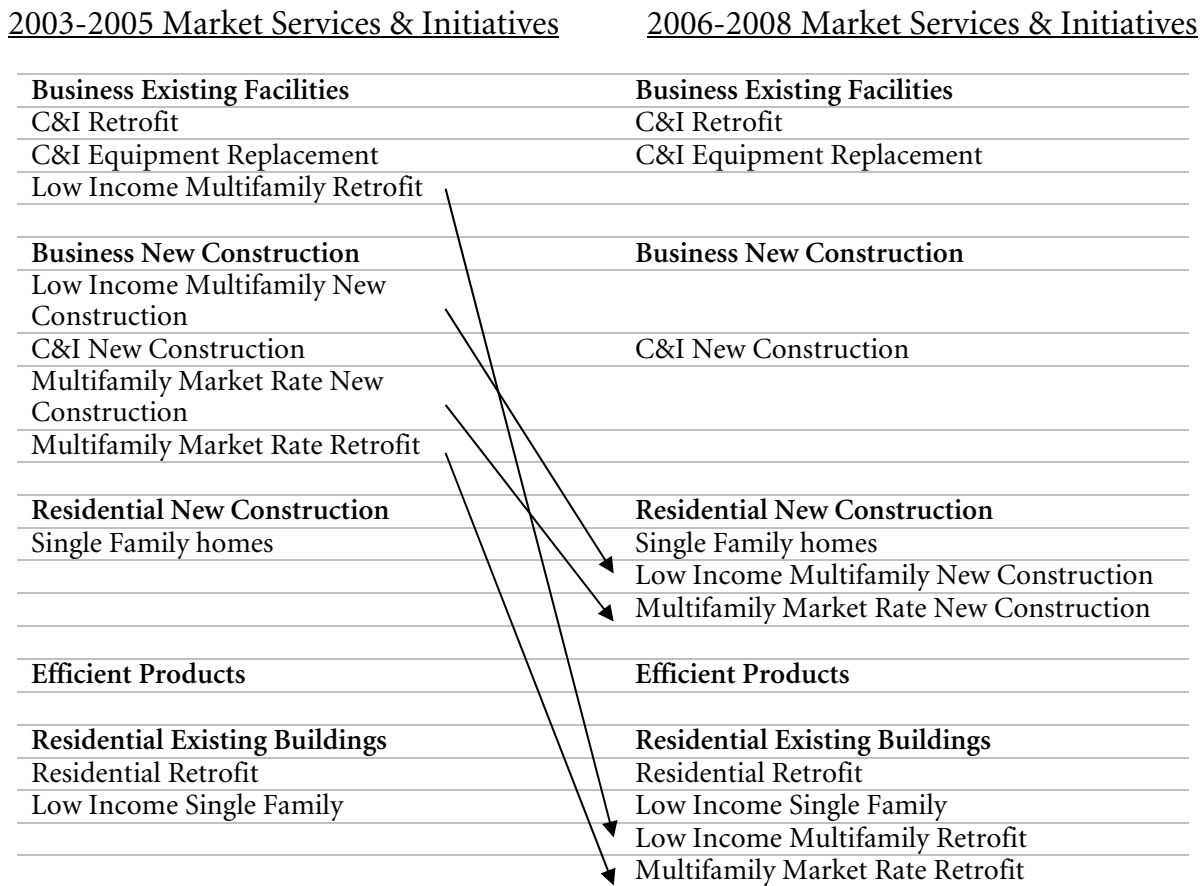 2003-2005 Market Services & Initiatives
Business Existing Facilities
C&I Retrofit
C&I Equipment Replacement
Low Income Multifamily Retrofit
Business New Construction
Low Income Multifamily New
Construction
C&I New Construction
Multifamily Market Rate New
Construction
Multifamily Market Rate Retrofit
Residential New Construction
Single Family homes
Efficient Products
Residential Existing Buildings
Residential Retrofit
Low Income Single Family
2006-2008 Market Services & Initiatives
Business Existing Facilities
C&I Retrofit
C&I Equipment Replacement
Business New Construction
C&I New Construction
Residential New Construction
Single Family homes
Low Income Multifamily New Construction
Multifamily Market Rate New Construction
Efficient Products
Residential Existing Buildings
Residential Retrofit
Low Income Single Family
Low Income Multifamily Retrofit
Multifamily Market Rate Retrofit